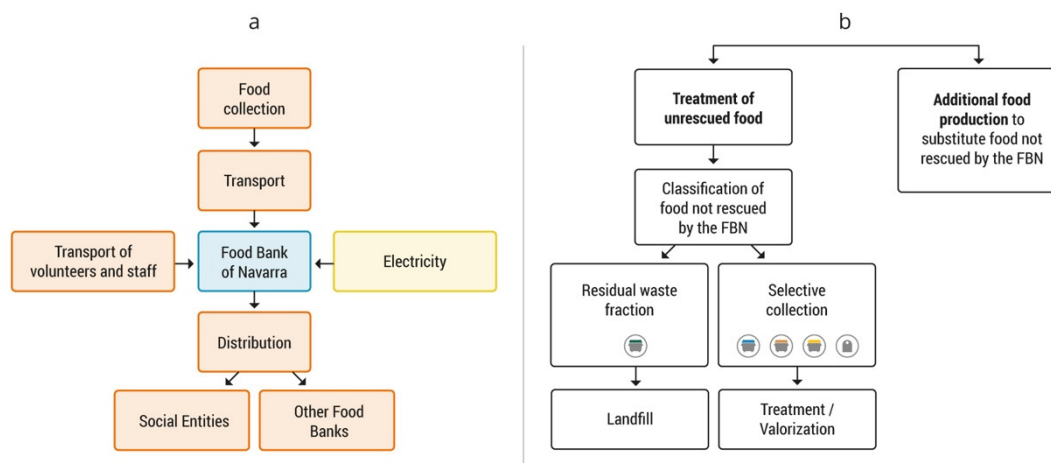 a
Food
collection
Transport
Transport of
volunteers and staff
Food Bank
of Navarra
Electricity
Distribution
Social Entities
Other Food
Banks
b
Treatment of
unrescued food
Additional food
production to
substitute food not
rescued by the FBN
Classification of
food not rescued
by the FBN
Residual waste
fraction
Selective
collection
Landfill
Treatment /
Valorization